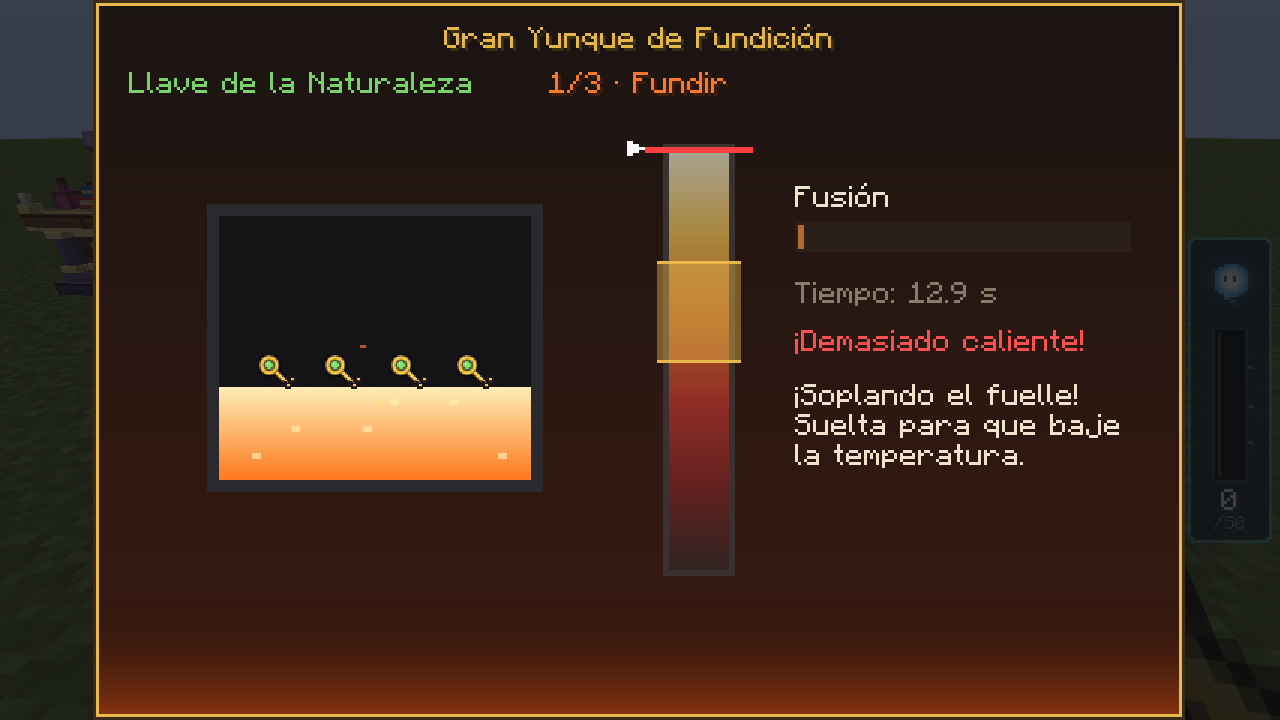 Gran Yunque de Fundición
Llave de la Naturaleza
1/3 · Fundir
Fusión
Tiempo: 12.9 s
¡Demasiado caliente!
¡Soplando el fuelle!
Suelta para que baje
la temperatura.
0
/50